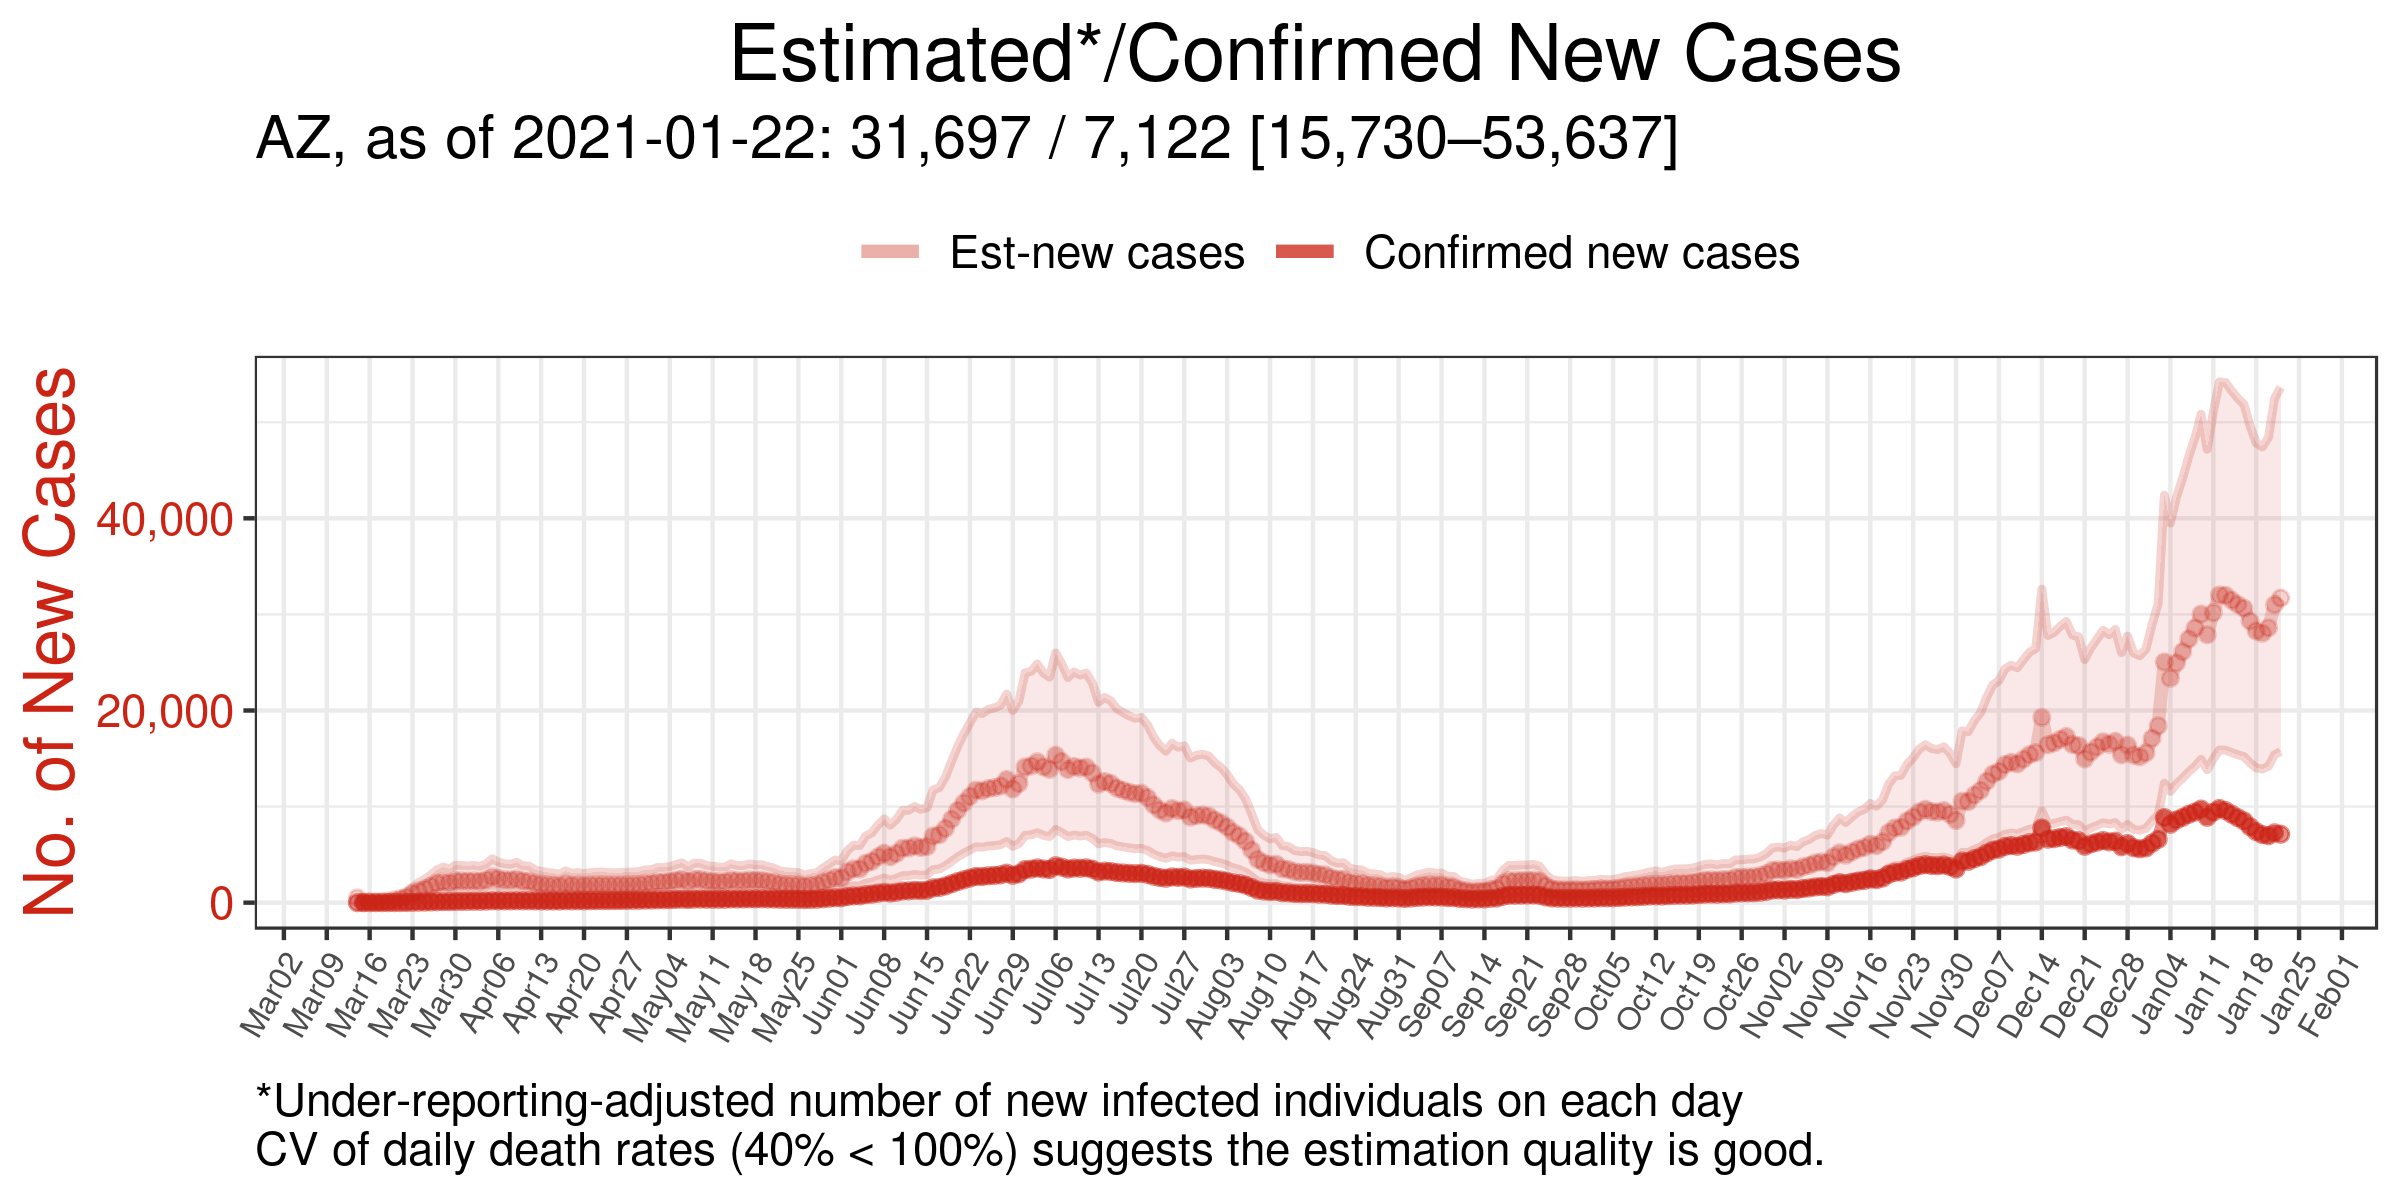 Estimated*/Confirmed New Cases
AZ, as of 2021-01-22: 31,697 / 7,122 [15,730–53,637]
Est-new cases
Confirmed new cases
No. of New Cases
40,000
20,000
0
Mar02
Mar09
Mar16
Mar23
Mar30
Apr06
Apr13
Apr20
Apr27
May04
May11
May18
May25
Jun01
Jun08
Jun15
Jun22
Jun29
Jul06
Jul13
Jul20
Jul27
Aug03
Aug10
Aug17
Aug24
Aug31
Sep07
Sep14
Sep21
Sep28
Oct05
Oct12
Oct19
Oct26
Nov02
Nov09
Nov16
Nov23
Nov30
Dec07
Dec14
Dec21
Dec28
Jan04
Jan11
Jan18
Jan25
Feb01
*Under-reporting-adjusted number of new infected individuals on each day
CV of daily death rates (40% < 100%) suggests the estimation quality is good.